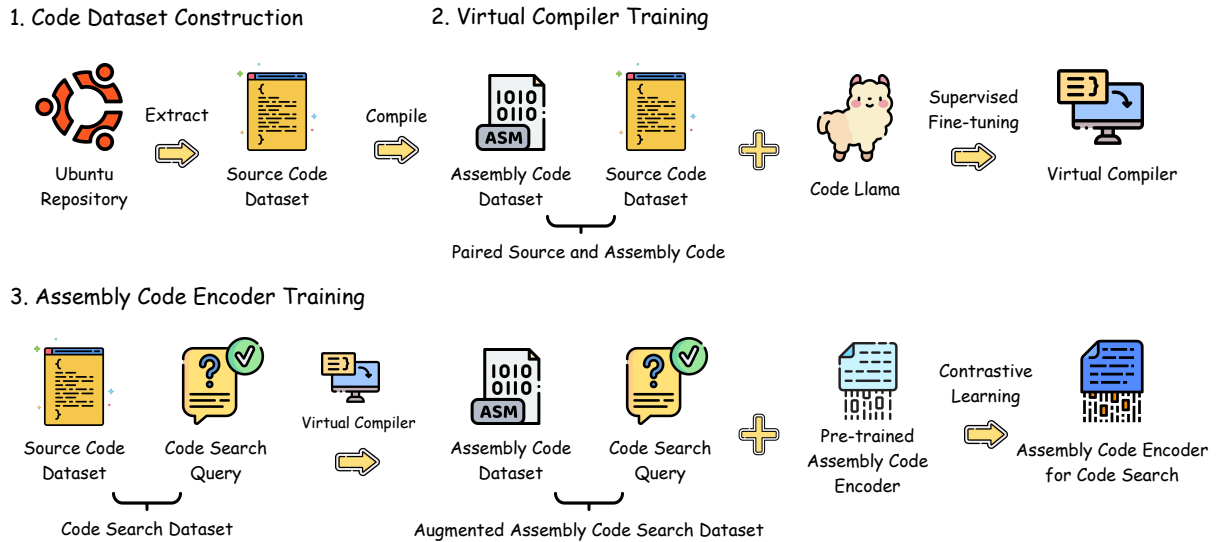 1. Code Dataset Construction
2. Virtual Compiler Training
Extract
Compile
Supervised
Fine-tuning
{
}
1010
0110
ASM
{
}
=}
Ubuntu
Repository
Source Code
Dataset
Assembly Code
Dataset
Source Code
Dataset
Code Llama
Virtual Compiler
Paired Source and Assembly Code
3. Assembly Code Encoder Training
{
}
?
=}
Virtual Compiler
1010
0110
ASM
?
Contrastive
Learning
Source Code
Dataset
Code Search
Query
Assembly Code
Dataset
Code Search
Query
Pre-trained
Assembly Code
Encoder
Assembly Code Encoder
for Code Search
Code Search Dataset
Augmented Assembly Code Search Dataset